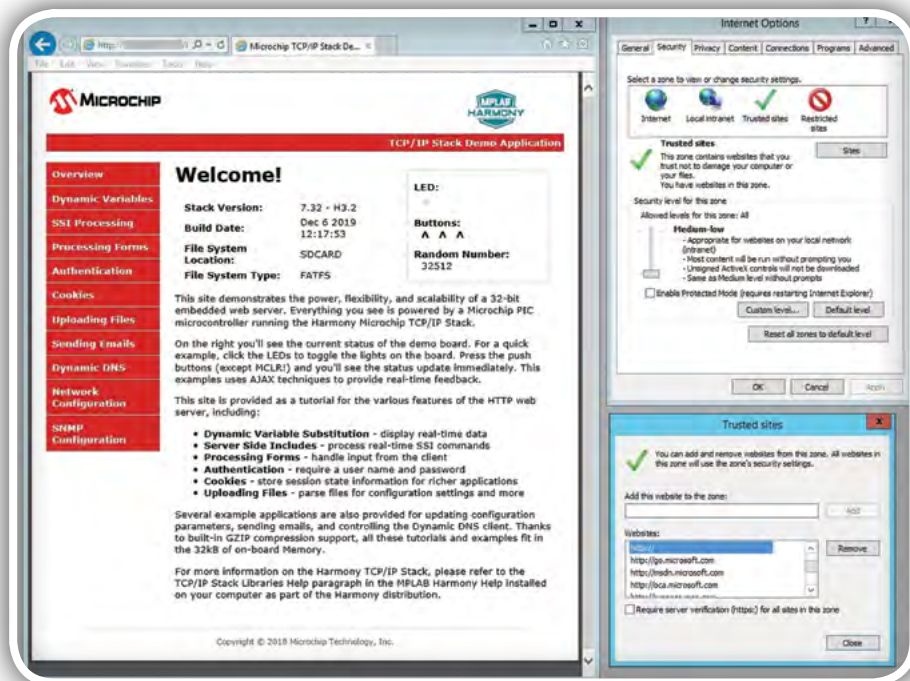 http://
Microchip TCP/IP Stack De...
File Edit View Favorites Tools Help
MICROCHIP
MPLAB
HARMONY
TCP/IP Stack Demo Application
Overview
Dynamic Variables
SSI Processing
Processing Forms
Authentication
Cookies
Uploading Files
Sending Emails
Dynamic DNS
Network
Configuration
SNMP
Configuration
Welcome!
Stack Version: 7.32 - H3.2
Build Date: Dec 6 2019
12:17:53
File System
Location: SDCARD
File System Type: FATFS
LED:
Buttons:
Λ Λ Λ
Random Number:
32512
This site demonstrates the power, flexibility, and scalability of a 32-bit
embedded web server. Everything you see is powered by a Microchip PIC
microcontroller running the Harmony Microchip TCP/IP Stack.
On the right you'll see the current status of the demo board. For a quick
example, click the LEDs to toggle the lights on the board. Press the push
buttons (except MCLR!) and you'll see the status update immediately. This
examples uses AJAX techniques to provide real-time feedback.
This site is provided as a tutorial for the various features of the HTTP web
server, including:
• Dynamic Variable Substitution - display real-time data
• Server Side Includes - process real-time SSI commands
• Processing Forms - handle input from the client
• Authentication - require a user name and password
• Cookies - store session state information for richer applications
• Uploading Files - parse files for configuration settings and more
Several example applications are also provided for updating configuration
parameters, sending emails, and controlling the Dynamic DNS client. Thanks
to built-in GZIP compression support, all these tutorials and examples fit in
the 32kB of on-board Memory.
For more information on the Harmony TCP/IP Stack, please refer to the
TCP/IP Stack Libraries Help paragraph in the MPLAB Harmony Help installed
on your computer as part of the Harmony distribution.
Copyright © 2018 Microchip Technology, Inc.
Internet Options
General Security Privacy Content Connections Programs Advanced
Select a zone to view or change security settings.
Internet Local intranet Trusted sites Restricted
sites
Trusted sites
Sites
This zone contains websites that you
trust not to damage your computer or
your files.
You have websites in this zone.
Security level for this zone
Allowed levels for this zone: All
Medium-low
- Appropriate for websites on your local network
(intranet)
- Most content will be run without prompting you
- Unsigned ActiveX controls will not be downloaded
- Same as Medium level without prompts
Enable Protected Mode (requires restarting Internet Explorer)
Custom level... Default level
Reset all zones to default level
OK Cancel Apply
Trusted sites
You can add and remove websites from this zone. All websites in
this zone will use the zone's security settings.
Add this website to the zone:
Add
Websites:
http://
Remove
http://go.microsoft.com
http://msdn.microsoft.com
http://oca.microsoft.com
Require server verification (https:) for all sites in this zone
Close